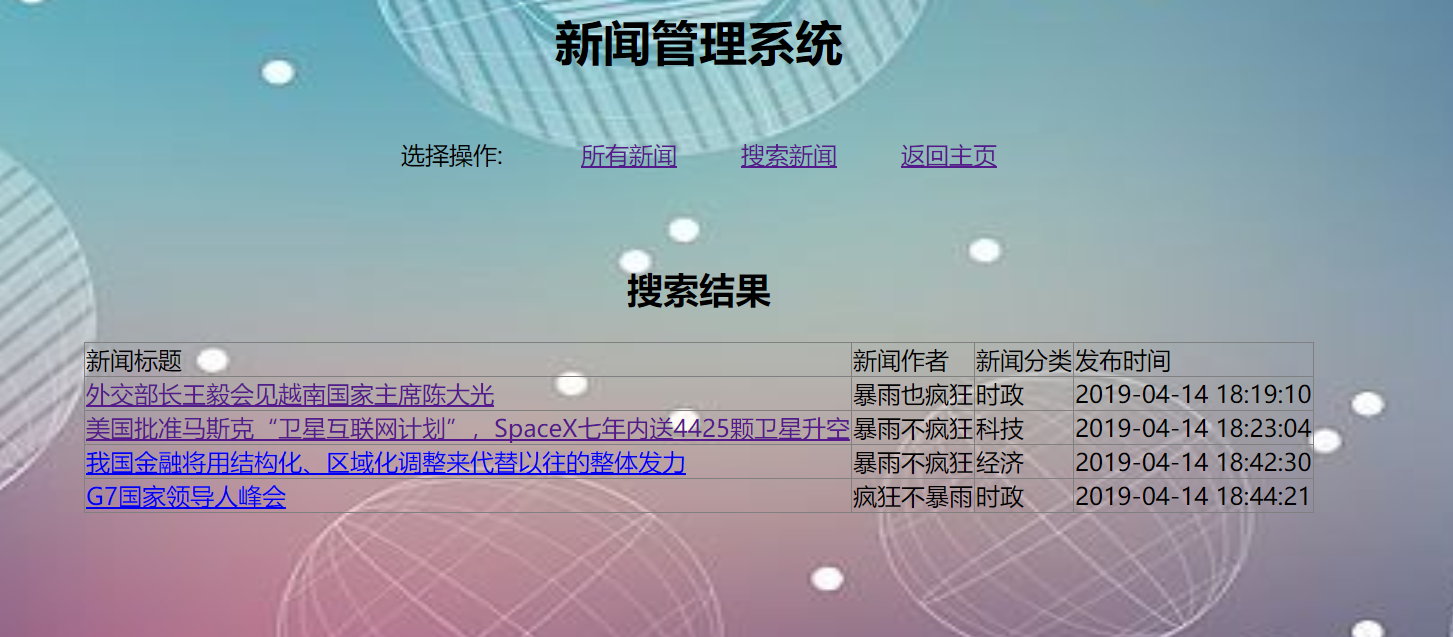 新闻管理系统
选择操作: 所有新闻 搜索新闻 返回主页
搜索结果
新闻标题 新闻作者 新闻分类 发布时间
外交部长王毅会见越南国家主席陈大光 暴雨也疯狂 时政 2019-04-14 18:19:10
美国批准马斯克“卫星互联网计划”，SpaceX七年内送4425颗卫星升空 暴雨不疯狂 科技 2019-04-14 18:23:04
我国金融将用结构化、区域化调整来代替以往的整体发力 暴雨不疯狂 经济 2019-04-14 18:42:30
G7国家领导人峰会 疯狂不暴雨 时政 2019-04-14 18:44:21